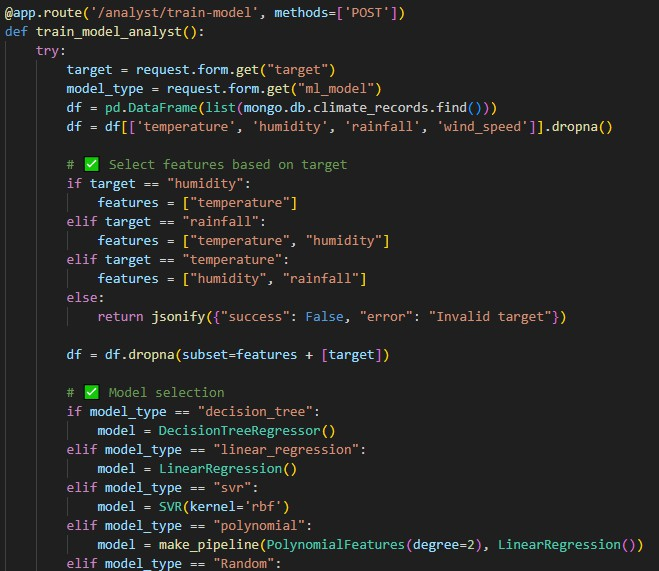 @app.route('/analyst/train-model', methods=['POST'])
def train_model_analyst():
    try:
        target = request.form.get("target")
        model_type = request.form.get("ml_model")
        df = pd.DataFrame(list(mongo.db.climate_records.find()))
        df = df[['temperature', 'humidity', 'rainfall', 'wind_speed']].dropna()

        # ✅ Select features based on target
        if target == "humidity":
            features = ["temperature"]
        elif target == "rainfall":
            features = ["temperature", "humidity"]
        elif target == "temperature":
            features = ["humidity", "rainfall"]
        else:
            return jsonify({"success": False, "error": "Invalid target"})

        df = df.dropna(subset=features + [target])

        # ✅ Model selection
        if model_type == "decision_tree":
            model = DecisionTreeRegressor()
        elif model_type == "linear_regression":
            model = LinearRegression()
        elif model_type == "svr":
            model = SVR(kernel='rbf')
        elif model_type == "polynomial":
            model = make_pipeline(PolynomialFeatures(degree=2), LinearRegression())
        elif model_type == "Random":